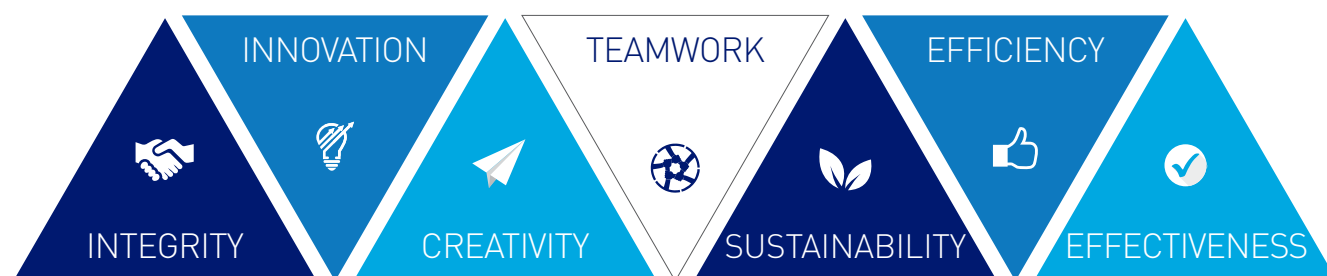 INTEGRITY
INNOVATION
CREATIVITY
TEAMWORK
SUSTAINABILITY
EFFICIENCY
EFFECTIVENESS